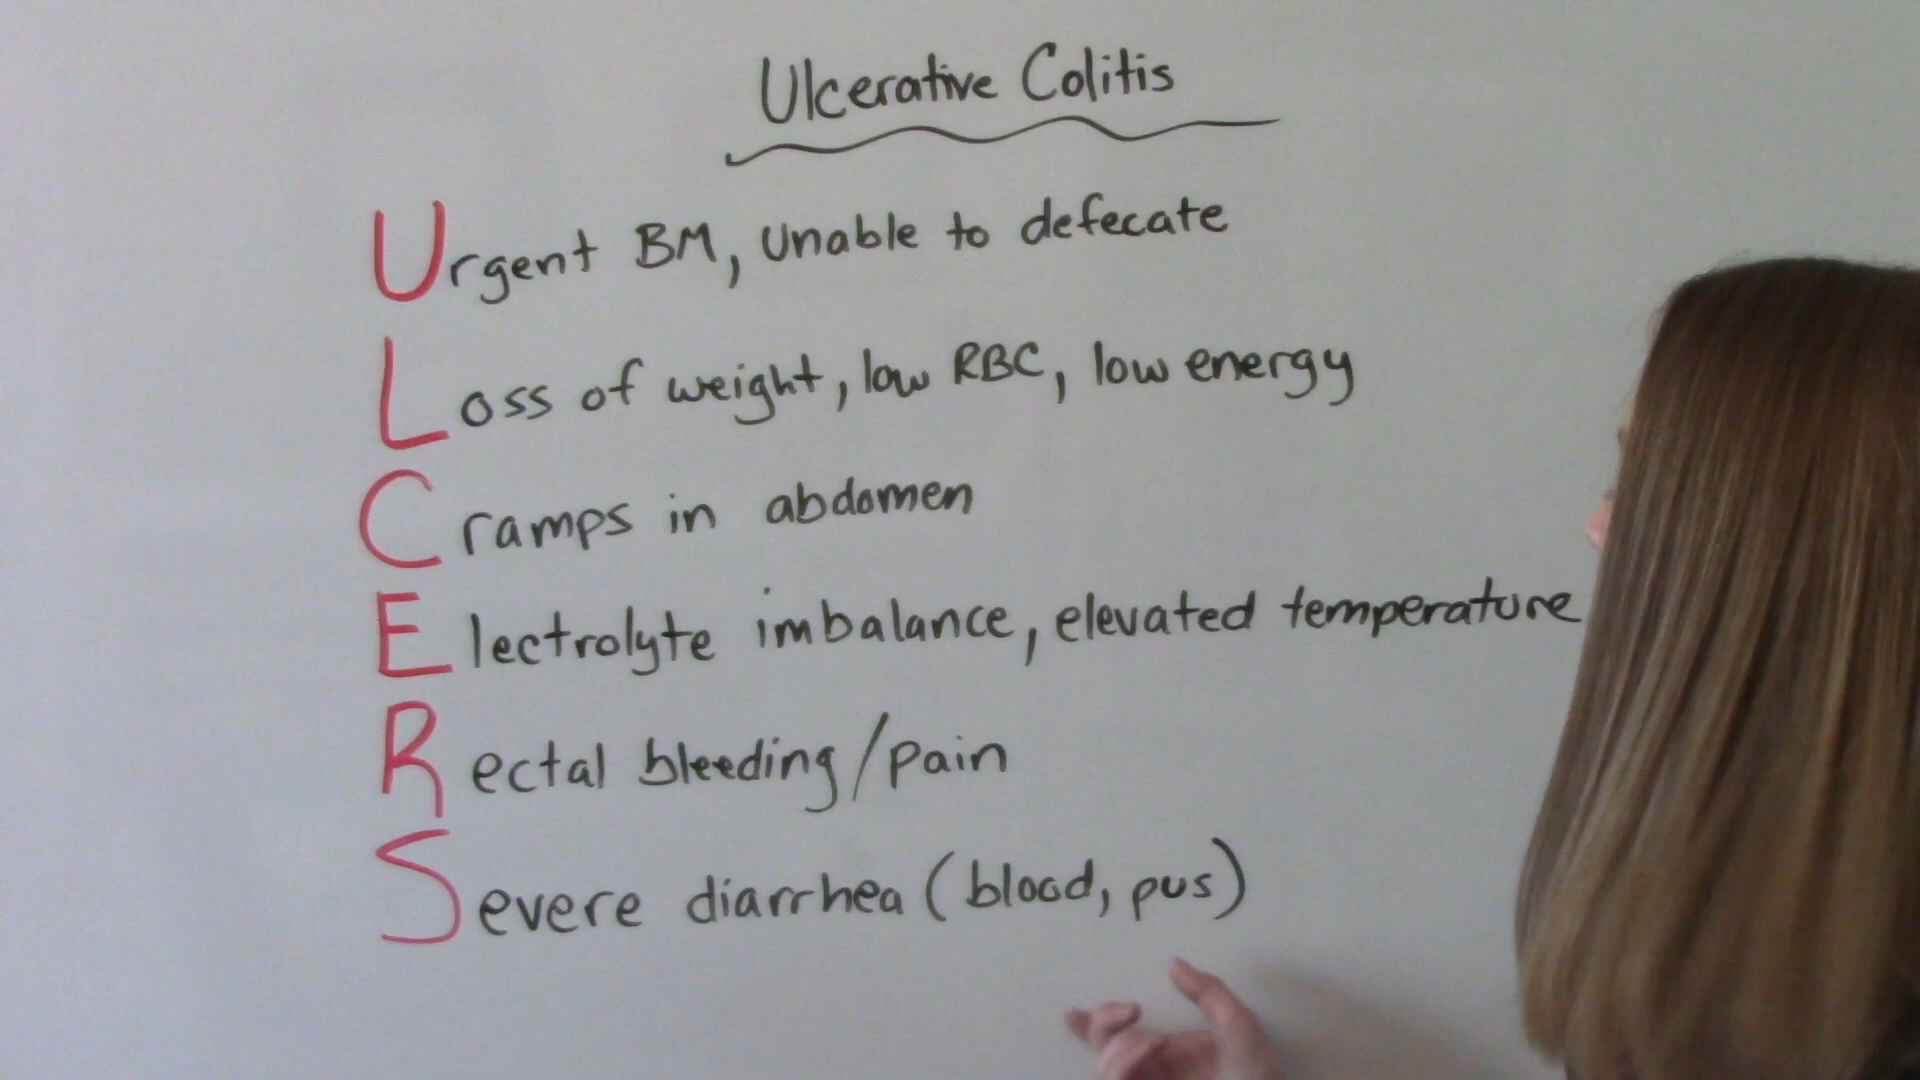 Ulcerative Colitis
Urgent BM, Unable to defecate
Loss of weight, low RBC, low energy
Cramps in abdomen
Electrolyte imbalance, elevated temperature
Rectal bleeding/pain
Severe diarrhea (blood, pus)